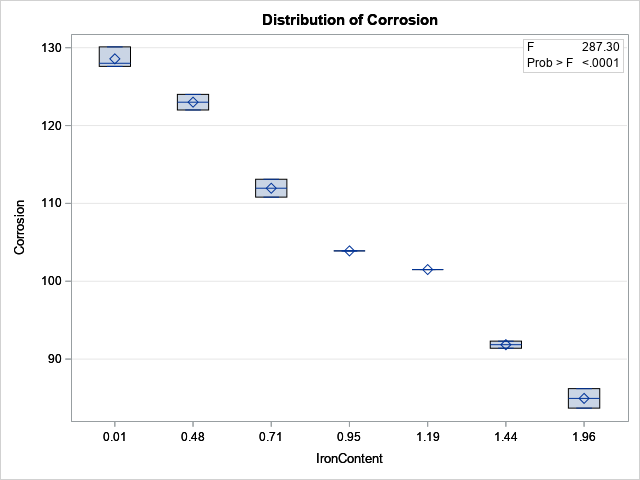 Distribution of Corrosion
F 287.30
Prob > F <.0001
130
120
110
100
90
Corrosion
0.01 0.48 0.71 0.95 1.19 1.44 1.96
IronContent